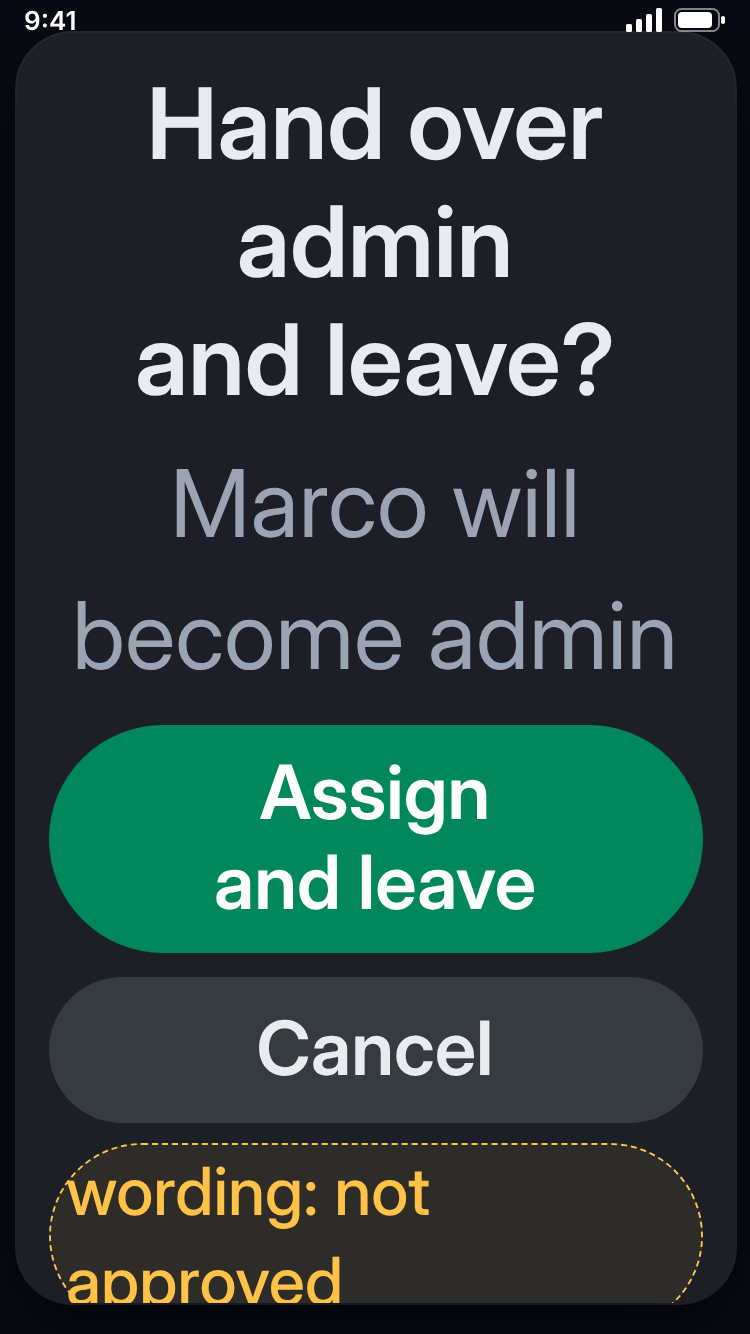 9:41
Hand over
admin
and leave?
Marco will
become admin
Assign
and leave
Cancel
wording: not
approved